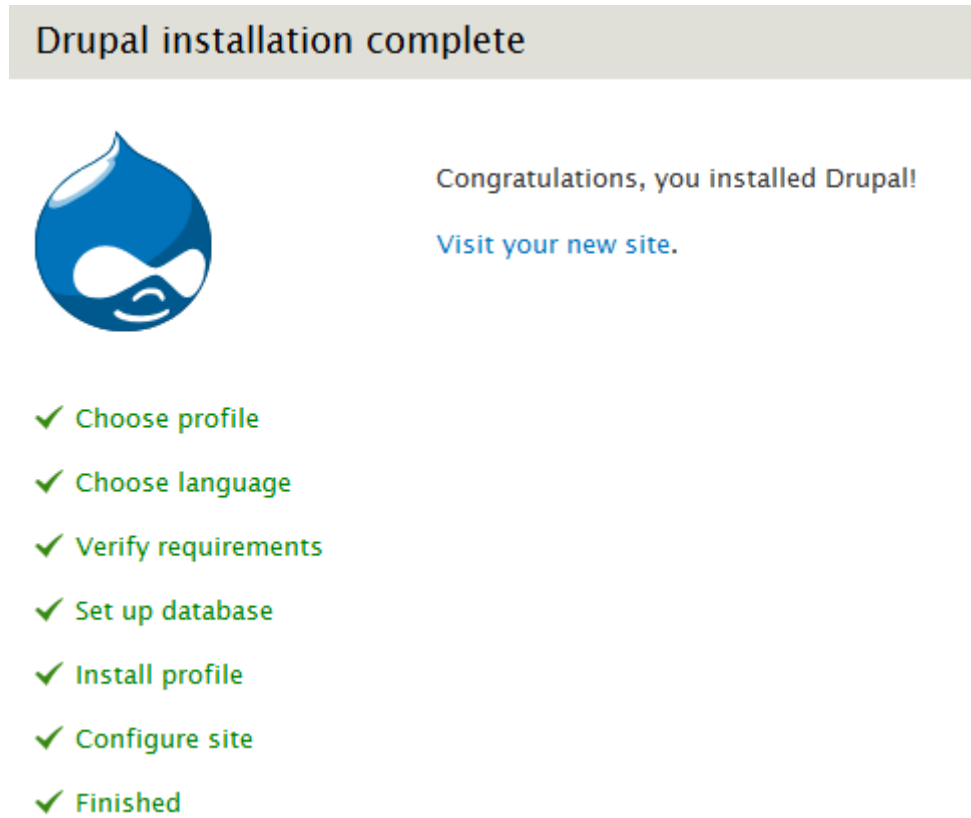 Drupal installation complete
Congratulations, you installed Drupal!
Visit your new site.
Choose profile
Choose language
Verify requirements
Set up database
Install profile
Configure site
Finished